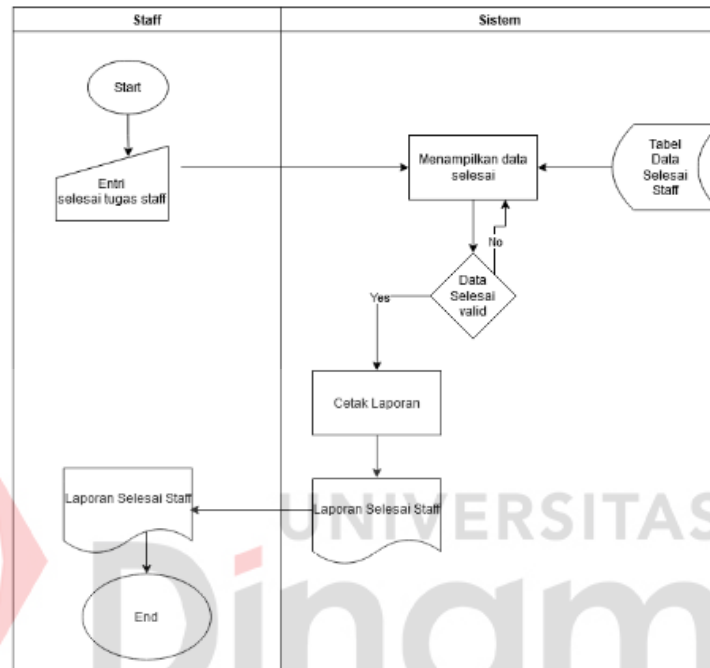 Staff
Sistem
Start
Entri
selesai tugas staff
Menampilkan data
selesai
Tabel
Data
Selesai
Staff
No
Data
Selesai
valid
Yes
Cetak Laporan
Laporan Selesai Staff
Laporan Selesai Staff
End
UNIVERSITAS
Dinam